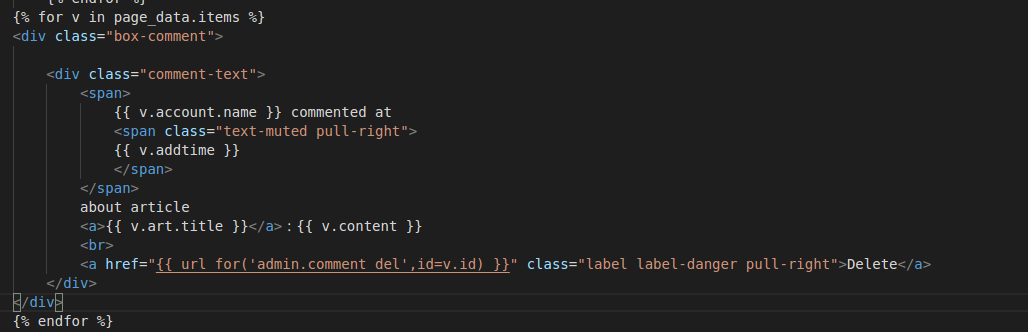 {% endfor %}
{% for v in page_data.items %}
<div class="box-comment">
<div class="comment-text">
<span>
{{ v.account.name }} commented at
<span class="text-muted pull-right">
{{ v.addtime }}
</span>
</span>
about article
<a>{{ v.art.title }}</a>:{{ v.content }}
<br>
<a href="{{ url_for('admin.comment_del',id=v.id) }}" class="label label-danger pull-right">Delete</a>
</div>
</div>
{% endfor %}